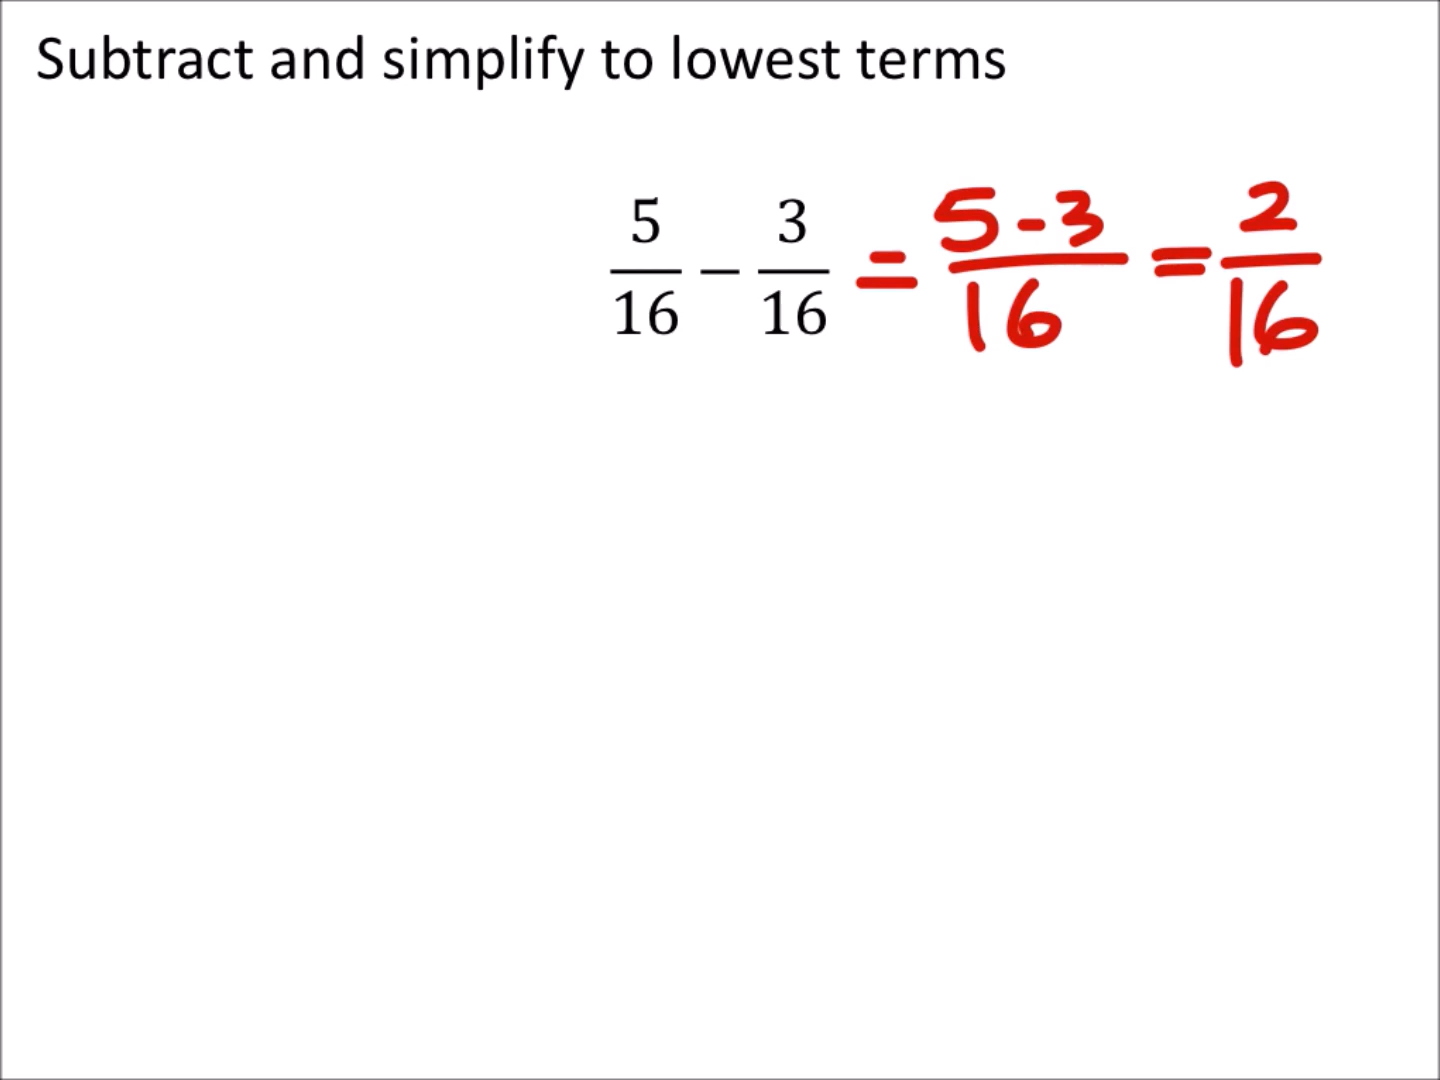 Subtract and simplify to lowest terms
5/16 − 3/16 = 5-3/16 = 2/16